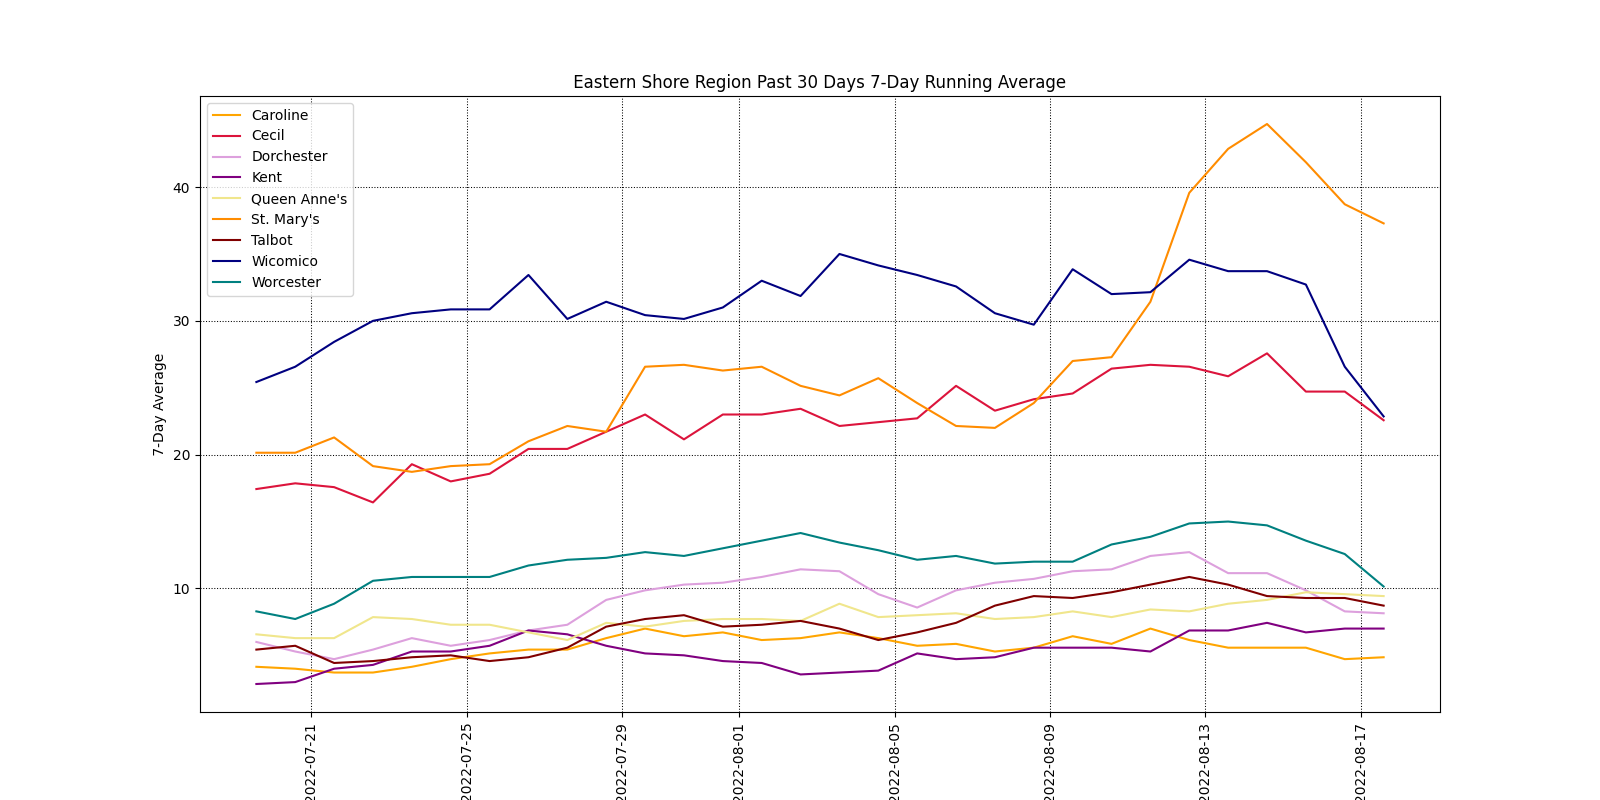 Eastern Shore Region Past 30 Days 7-Day Running Average
Caroline
Cecil
Dorchester
Kent
Queen Anne's
St. Mary's
Talbot
Wicomico
Worcester
40
30
20
10
7-Day Average
2022-07-21
2022-07-25
2022-07-29
2022-08-01
2022-08-05
2022-08-09
2022-08-13
2022-08-17